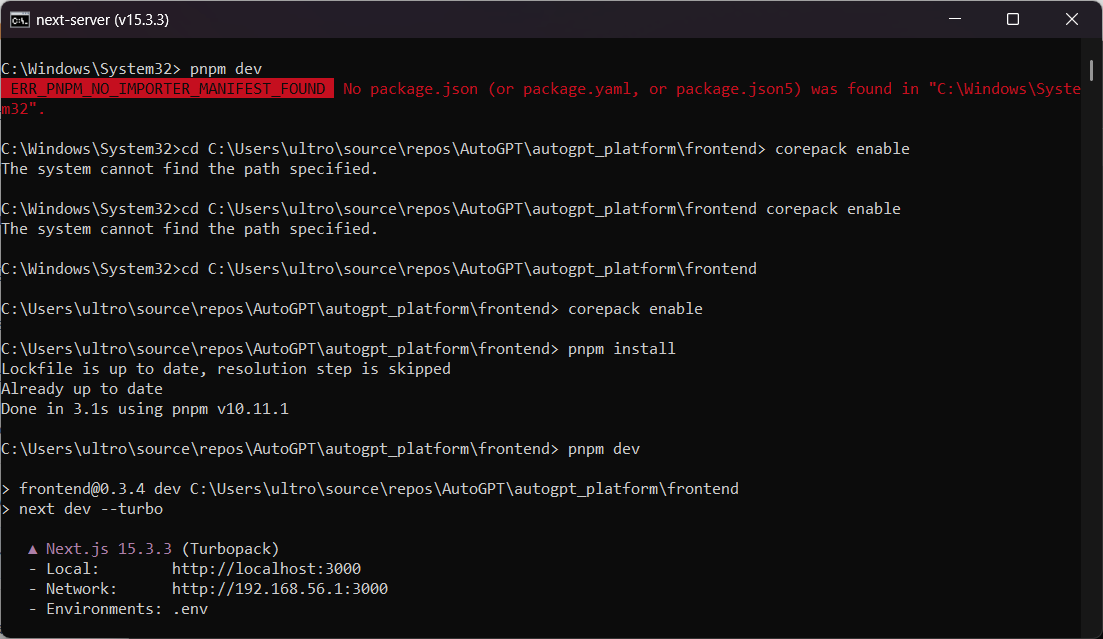 next-server (v15.3.3)
C:\Windows\System32> pnpm dev
ERR_PNPM_NO_IMPORTER_MANIFEST_FOUND  No package.json (or package.yaml, or package.json5) was found in "C:\Windows\Syste
m32".
C:\Windows\System32>cd C:\Users\ultro\source\repos\AutoGPT\autogpt_platform\frontend> corepack enable
The system cannot find the path specified.
C:\Windows\System32>cd C:\Users\ultro\source\repos\AutoGPT\autogpt_platform\frontend corepack enable
The system cannot find the path specified.
C:\Windows\System32>cd C:\Users\ultro\source\repos\AutoGPT\autogpt_platform\frontend
C:\Users\ultro\source\repos\AutoGPT\autogpt_platform\frontend> corepack enable
C:\Users\ultro\source\repos\AutoGPT\autogpt_platform\frontend> pnpm install
Lockfile is up to date, resolution step is skipped
Already up to date
Done in 3.1s using pnpm v10.11.1
C:\Users\ultro\source\repos\AutoGPT\autogpt_platform\frontend> pnpm dev
> frontend@0.3.4 dev C:\Users\ultro\source\repos\AutoGPT\autogpt_platform\frontend
> next dev --turbo
▲ Next.js 15.3.3 (Turbopack)
- Local:        http://localhost:3000
- Network:      http://192.168.56.1:3000
- Environments: .env